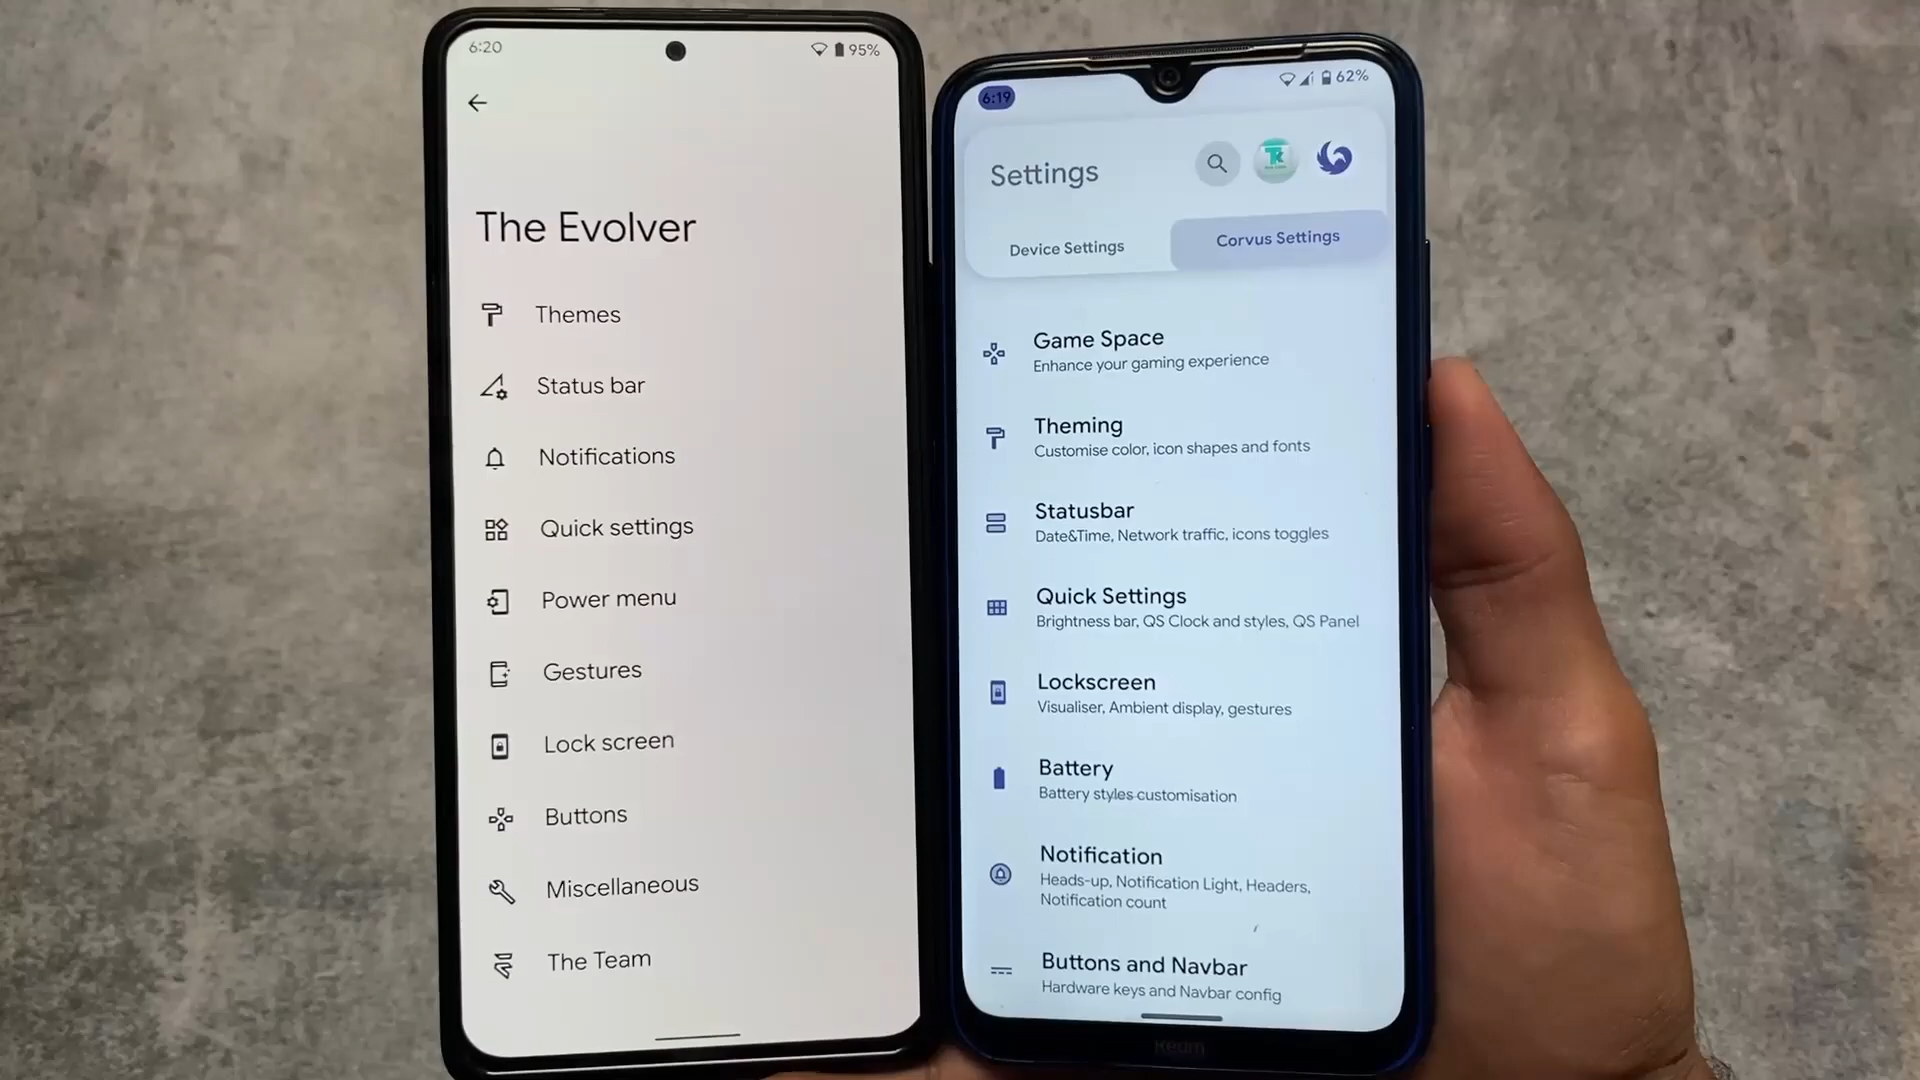 6:20
95%
The Evolver
Themes
Status bar
Notifications
Quick settings
Power menu
Gestures
Lock screen
Buttons
Miscellaneous
The Team
6:19
62%
Settings
TK
Device Settings
Corvus Settings
Game Space
Enhance your gaming experience
Theming
Customise color, icon shapes and fonts
Statusbar
Date&Time, Network traffic, icons toggles
Quick Settings
Brightness bar, QS Clock and styles, QS Panel
Lockscreen
Visualiser, Ambient display, gestures
Battery
Battery styles customisation
Notification
Heads-up, Notification Light, Headers,
Notification count
Buttons and Navbar
Hardware keys and Navbar config